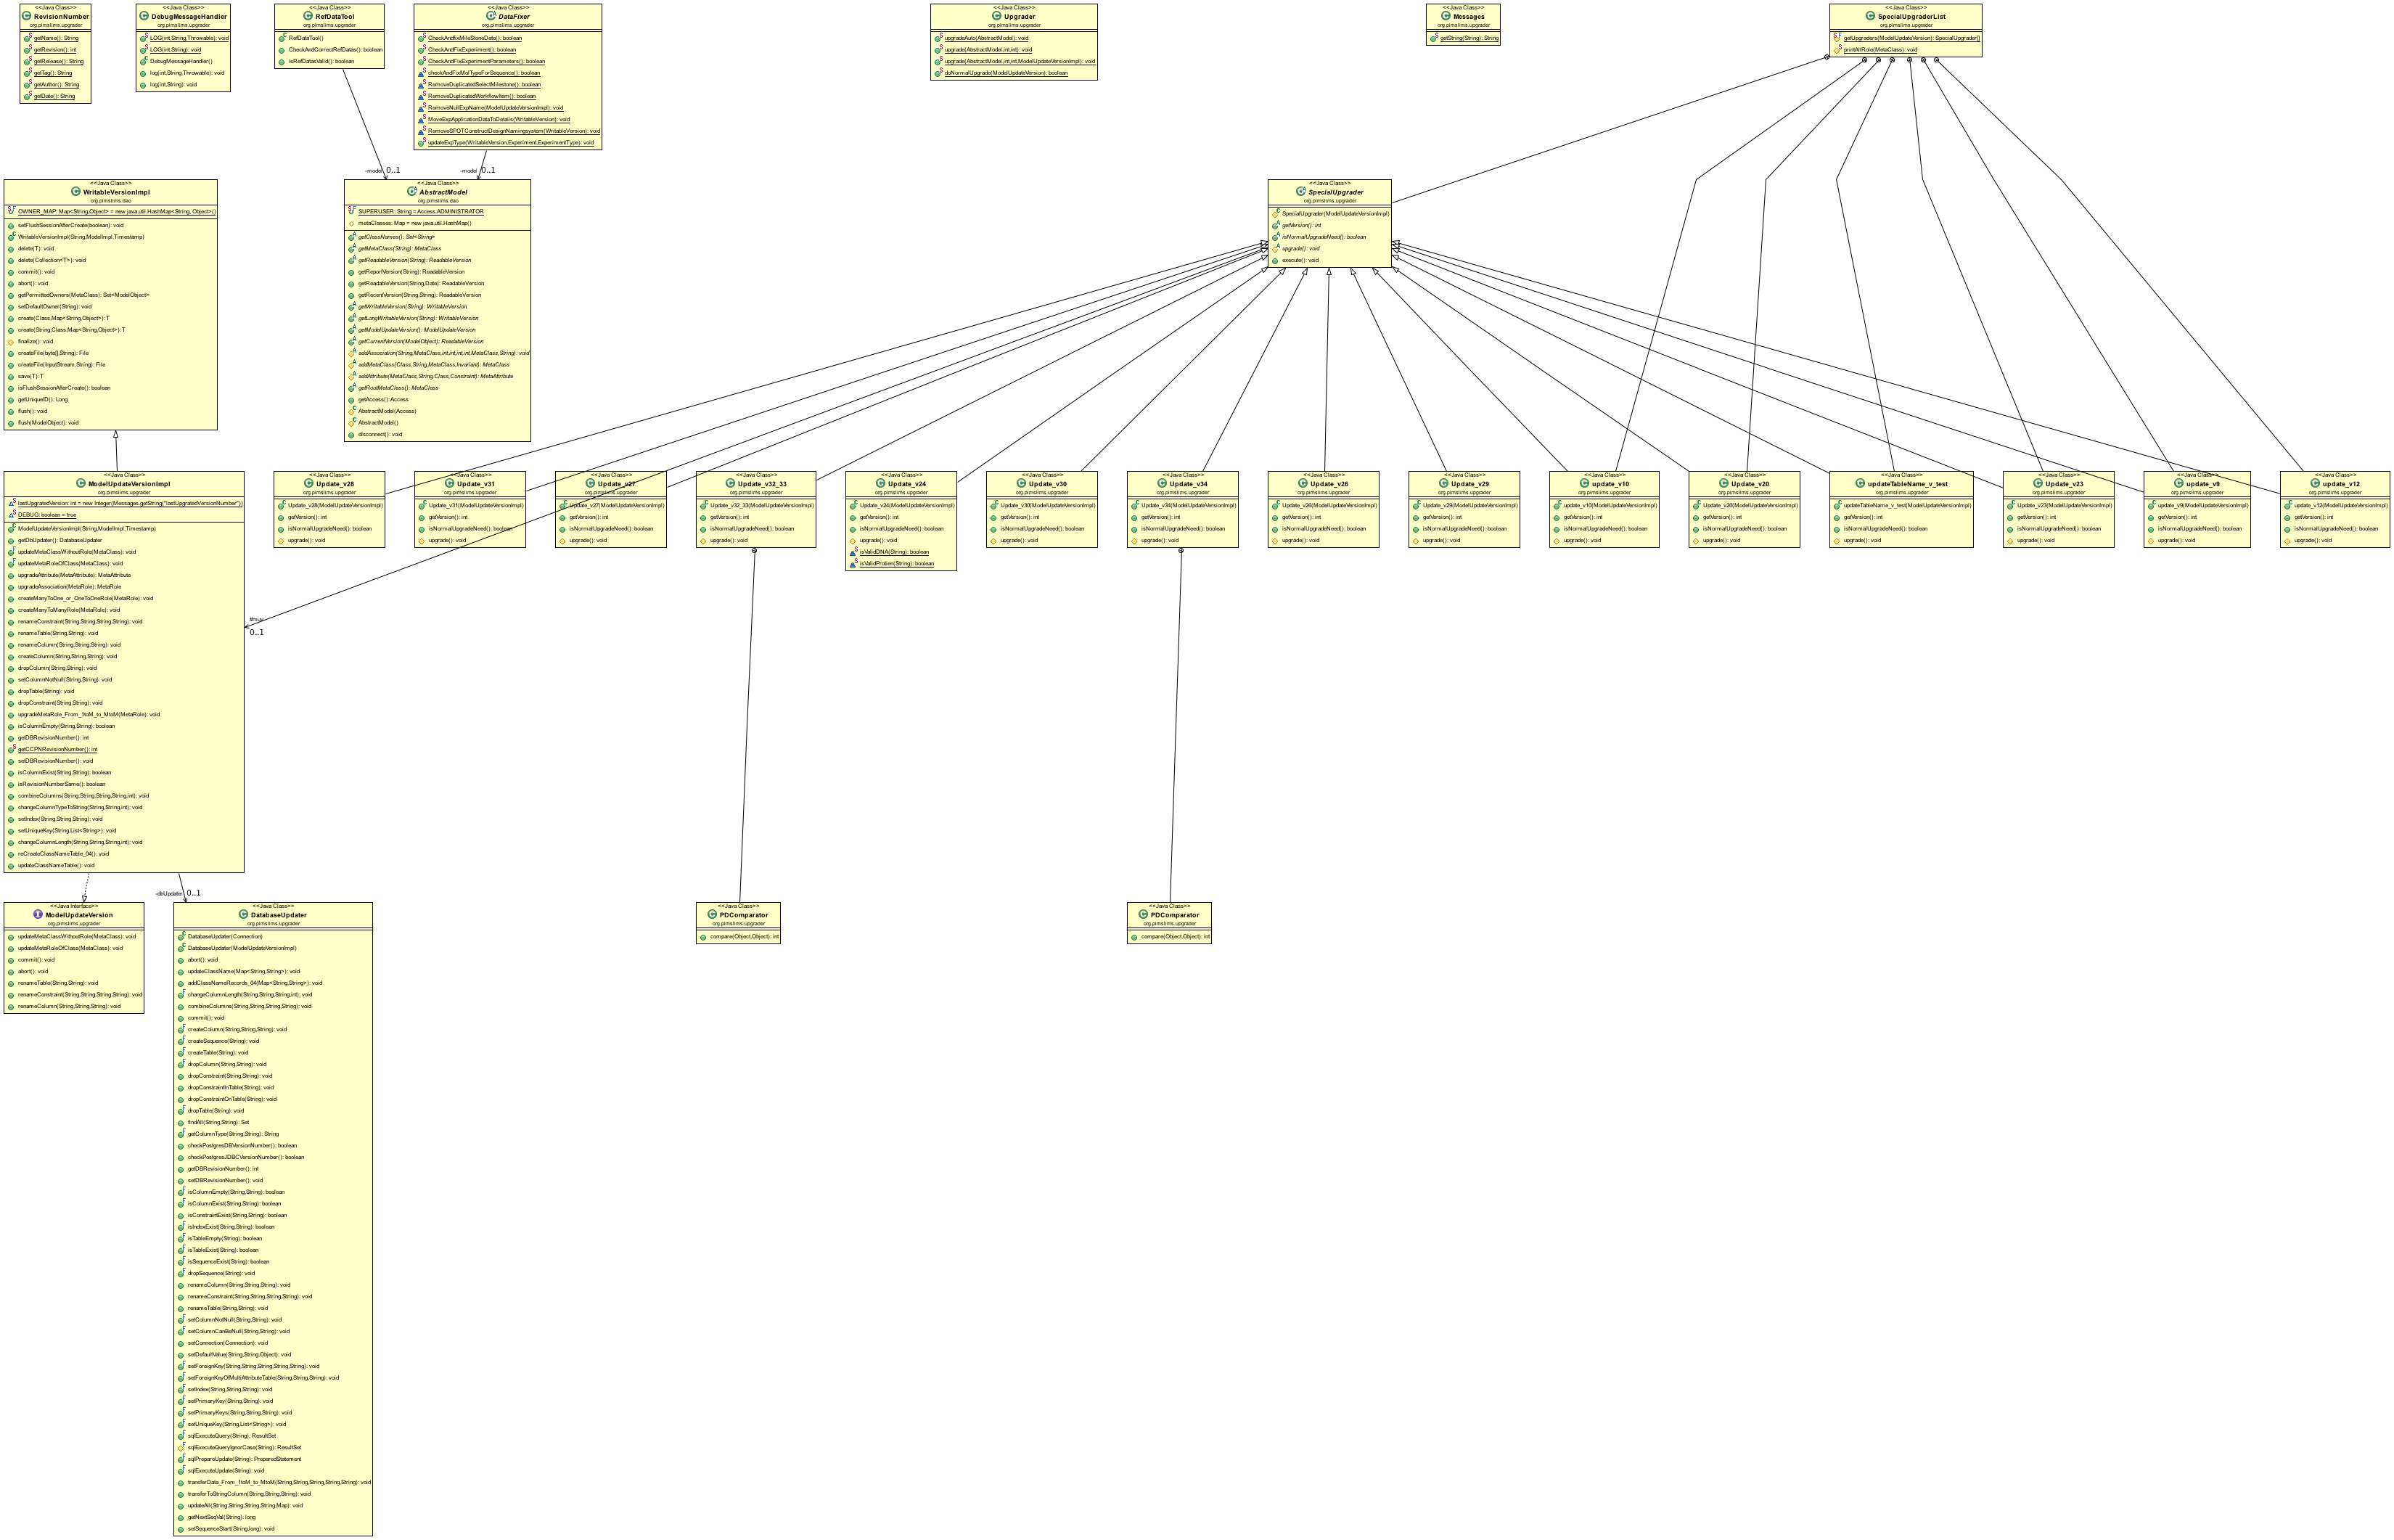 <<Java Class>>
RevisionNumber
org.pimslims.upgrader
getName(): String
getRevision(): int
getRelease(): String
getTag(): String
getAuthor(): String
getDate(): String
<<Java Class>>
DebugMessageHandler
org.pimslims.upgrader
LOG(int,String,Throwable): void
LOG(int,String): void
DebugMessageHandler()
log(int,String,Throwable): void
log(int,String): void
<<Java Class>>
RefDataTool
org.pimslims.upgrader
RefDataTool()
CheckAndCorrectRefDatas(): boolean
isRefDatasValid(): boolean
<<Java Class>>
DataFixer
org.pimslims.upgrader
CheckAndfixMileStoneDate(): boolean
CheckAndFixExperiment(): boolean
CheckAndFixExperimentParameters(): boolean
checkAndFixMolTypeForSequence(): boolean
RemoveDuplicatedSelectMilestone(): boolean
RemoveDuplicatedWorkflowItem(): boolean
RemoveNullExpName(ModelUpdateVersionImpl): void
MoveExpApplicationDataToDetails(WritableVersion): void
RemoveSPOTConstructDesignNamingsystem(WritableVersion): void
updateExpType(WritableVersion,Experiment,ExperimentType): void
<<Java Class>>
Upgrader
org.pimslims.upgrader
upgradeAuto(AbstractModel): void
upgrade(AbstractModel,int,int): void
upgrade(AbstractModel,int,int,ModelUpdateVersionImpl): void
doNormalUpgrade(ModelUpdateVersion): boolean
<<Java Class>>
Messages
org.pimslims.upgrader
getString(String): String
<<Java Class>>
SpecialUpgraderList
org.pimslims.upgrader
getUpgraders(ModelUpdateVersion): SpecialUpgrader[]
printAllRole(MetaClass): void
-model 0..1
-model 0..1
<<Java Class>>
WritableVersionImpl
org.pimslims.dao
OWNER_MAP: Map<String,Object> = new java.util.HashMap<String, Object>()
setFlushSessionAfterCreate(boolean): void
WritableVersionImpl(String,ModelImpl,Timestamp)
delete(T): void
delete(Collection<T>): void
commit(): void
abort(): void
getPermittedOwners(MetaClass): Set<ModelObject>
setDefaultOwner(String): void
create(Class,Map<String,Object>): T
create(String,Class,Map<String,Object>): T
finalize(): void
createFile(byte[],String): File
createFile(InputStream,String): File
save(T): T
isFlushSessionAfterCreate(): boolean
getUniqueID(): Long
flush(): void
flush(ModelObject): void
<<Java Class>>
AbstractModel
org.pimslims.dao
SUPERUSER: String = Access.ADMINISTRATOR
metaClasses: Map = new java.util.HashMap()
getClassNames(): Set<String>
getMetaClass(String): MetaClass
getReadableVersion(String): ReadableVersion
getReportVersion(String): ReadableVersion
getReadableVersion(String,Date): ReadableVersion
getRecentVersion(String,String): ReadableVersion
getWritableVersion(String): WritableVersion
getLongWritableVersion(String): WritableVersion
getModelUpdateVersion(): ModelUpdateVersion
getCurrentVersion(ModelObject): ReadableVersion
addAssociation(String,MetaClass,int,int,int,int,MetaClass,String): void
addMetaClass(Class,String,MetaClass,Invariant): MetaClass
addAttribute(MetaClass,String,Class,Constraint): MetaAttribute
getRootMetaClass(): MetaClass
getAccess(): Access
AbstractModel(Access)
AbstractModel()
disconnect(): void
<<Java Class>>
SpecialUpgrader
org.pimslims.upgrader
SpecialUpgrader(ModelUpdateVersionImpl)
getVersion(): int
isNormalUpgradeNeed(): boolean
upgrade(): void
execute(): void
<<Java Class>>
ModelUpdateVersionImpl
org.pimslims.upgrader
lastUpgratedVersion: int = new Integer(Messages.getString("lastUpgratedVersionNumber"))
DEBUG: boolean = true
ModelUpdateVersionImpl(String,ModelImpl,Timestamp)
getDbUpdater(): DatabaseUpdater
updateMetaClassWithoutRole(MetaClass): void
updateMetaRoleOfClass(MetaClass): void
upgradeAttribute(MetaAttribute): MetaAttribute
upgradeAssociation(MetaRole): MetaRole
createManyToOne_or_OneToOneRole(MetaRole): void
createManyToManyRole(MetaRole): void
renameConstraint(String,String,String,String): void
renameTable(String,String): void
renameColumn(String,String,String): void
createColumn(String,String,String): void
dropColumn(String,String): void
setColumnNotNull(String,String): void
dropTable(String): void
dropConstraint(String,String): void
upgradeMetaRole_From_1toM_to_MtoM(MetaRole): void
isColumnEmpty(String,String): boolean
getDBRevisionNumber(): int
getCCPNRevisionNumber(): int
setDBRevisionNumber(): void
isColumnExist(String,String): boolean
isRevisionNumberSame(): boolean
combineColumns(String,String,String,String,int): void
changeColumnTypeToString(String,String,int): void
setIndex(String,String,String): void
setUniqueKey(String,List<String>): void
changeColumnLength(String,String,String,int): void
reCreateClassNameTable_04(): void
updateClassNameTable(): void
#muv
0..1
<<Java Class>>
Update_v28
org.pimslims.upgrader
Update_v28(ModelUpdateVersionImpl)
getVersion(): int
isNormalUpgradeNeed(): boolean
upgrade(): void
<<Java Class>>
Update_v31
org.pimslims.upgrader
Update_v31(ModelUpdateVersionImpl)
getVersion(): int
isNormalUpgradeNeed(): boolean
upgrade(): void
<<Java Class>>
Update_v27
org.pimslims.upgrader
Update_v27(ModelUpdateVersionImpl)
getVersion(): int
isNormalUpgradeNeed(): boolean
upgrade(): void
<<Java Class>>
Update_v32_33
org.pimslims.upgrader
Update_v32_33(ModelUpdateVersionImpl)
getVersion(): int
isNormalUpgradeNeed(): boolean
upgrade(): void
<<Java Class>>
Update_v24
org.pimslims.upgrader
Update_v24(ModelUpdateVersionImpl)
getVersion(): int
isNormalUpgradeNeed(): boolean
upgrade(): void
isValidDNA(String): boolean
isValidProtien(String): boolean
<<Java Class>>
Update_v30
org.pimslims.upgrader
Update_v30(ModelUpdateVersionImpl)
getVersion(): int
isNormalUpgradeNeed(): boolean
upgrade(): void
<<Java Class>>
Update_v34
org.pimslims.upgrader
Update_v34(ModelUpdateVersionImpl)
getVersion(): int
isNormalUpgradeNeed(): boolean
upgrade(): void
<<Java Class>>
Update_v26
org.pimslims.upgrader
Update_v26(ModelUpdateVersionImpl)
getVersion(): int
isNormalUpgradeNeed(): boolean
upgrade(): void
<<Java Class>>
Update_v29
org.pimslims.upgrader
Update_v29(ModelUpdateVersionImpl)
getVersion(): int
isNormalUpgradeNeed(): boolean
upgrade(): void
<<Java Class>>
update_v10
org.pimslims.upgrader
update_v10(ModelUpdateVersionImpl)
getVersion(): int
isNormalUpgradeNeed(): boolean
upgrade(): void
<<Java Class>>
Update_v20
org.pimslims.upgrader
Update_v20(ModelUpdateVersionImpl)
getVersion(): int
isNormalUpgradeNeed(): boolean
upgrade(): void
<<Java Class>>
updateTableName_v_test
org.pimslims.upgrader
updateTableName_v_test(ModelUpdateVersionImpl)
getVersion(): int
isNormalUpgradeNeed(): boolean
upgrade(): void
<<Java Class>>
Update_v23
org.pimslims.upgrader
Update_v23(ModelUpdateVersionImpl)
getVersion(): int
isNormalUpgradeNeed(): boolean
upgrade(): void
<<Java Class>>
update_v9
org.pimslims.upgrader
update_v9(ModelUpdateVersionImpl)
getVersion(): int
isNormalUpgradeNeed(): boolean
upgrade(): void
<<Java Class>>
update_v12
org.pimslims.upgrader
update_v12(ModelUpdateVersionImpl)
getVersion(): int
isNormalUpgradeNeed(): boolean
upgrade(): void
-dbUpdater 0..1
<<Java Interface>>
ModelUpdateVersion
org.pimslims.upgrader
updateMetaClassWithoutRole(MetaClass): void
updateMetaRoleOfClass(MetaClass): void
commit(): void
abort(): void
renameTable(String,String): void
renameConstraint(String,String,String,String): void
renameColumn(String,String,String): void
<<Java Class>>
DatabaseUpdater
org.pimslims.upgrader
DatabaseUpdater(Connection)
DatabaseUpdater(ModelUpdateVersionImpl)
abort(): void
updateClassName(Map<String,String>): void
addClassNameRecords_04(Map<String,String>): void
changeColumnLength(String,String,String,int): void
combineColumns(String,String,String,String): void
commit(): void
createColumn(String,String,String): void
createSequence(String): void
createTable(String): void
dropColumn(String,String): void
dropConstraint(String,String): void
dropConstraintInTable(String): void
dropConstraintOnTable(String): void
dropTable(String): void
findAll(String,String): Set
getColumnType(String,String): String
checkPostgresDBVersionNumber(): boolean
checkPostgresJDBCVersionNumber(): boolean
getDBRevisionNumber(): int
setDBRevisionNumber(): void
isColumnEmpty(String,String): boolean
isColumnExist(String,String): boolean
isConstraintExist(String,String): boolean
isIndexExist(String,String): boolean
isTableEmpty(String): boolean
isTableExist(String): boolean
isSequenceExist(String): boolean
dropSequence(String): void
renameColumn(String,String,String): void
renameConstraint(String,String,String,String): void
renameTable(String,String): void
setColumnNotNull(String,String): void
setColumnCanBeNull(String,String): void
setConnection(Connection): void
setDefaultValue(String,String,Object): void
setForeignKey(String,String,String,String,String): void
setForeignKeyOfMultiAttributeTable(String,String,String): void
setIndex(String,String,String): void
setPrimaryKey(String,String): void
setPrimaryKeys(String,String,String): void
setUniqueKey(String,List<String>): void
sqlExecuteQuery(String): ResultSet
sqlExecuteQueryIgnorCase(String): ResultSet
sqlPrepareUpdate(String): PreparedStatement
sqlExecuteUpdate(String): void
transferData_From_1toM_to_MtoM(String,String,String,String,String): void
transferToStringColumn(String,String,String): void
updateAll(String,String,String,String,Map): void
getNextSeqVal(String): long
setSequenceStart(String,long): void
<<Java Class>>
PDComparator
org.pimslims.upgrader
compare(Object,Object): int
<<Java Class>>
PDComparator
org.pimslims.upgrader
compare(Object,Object): int